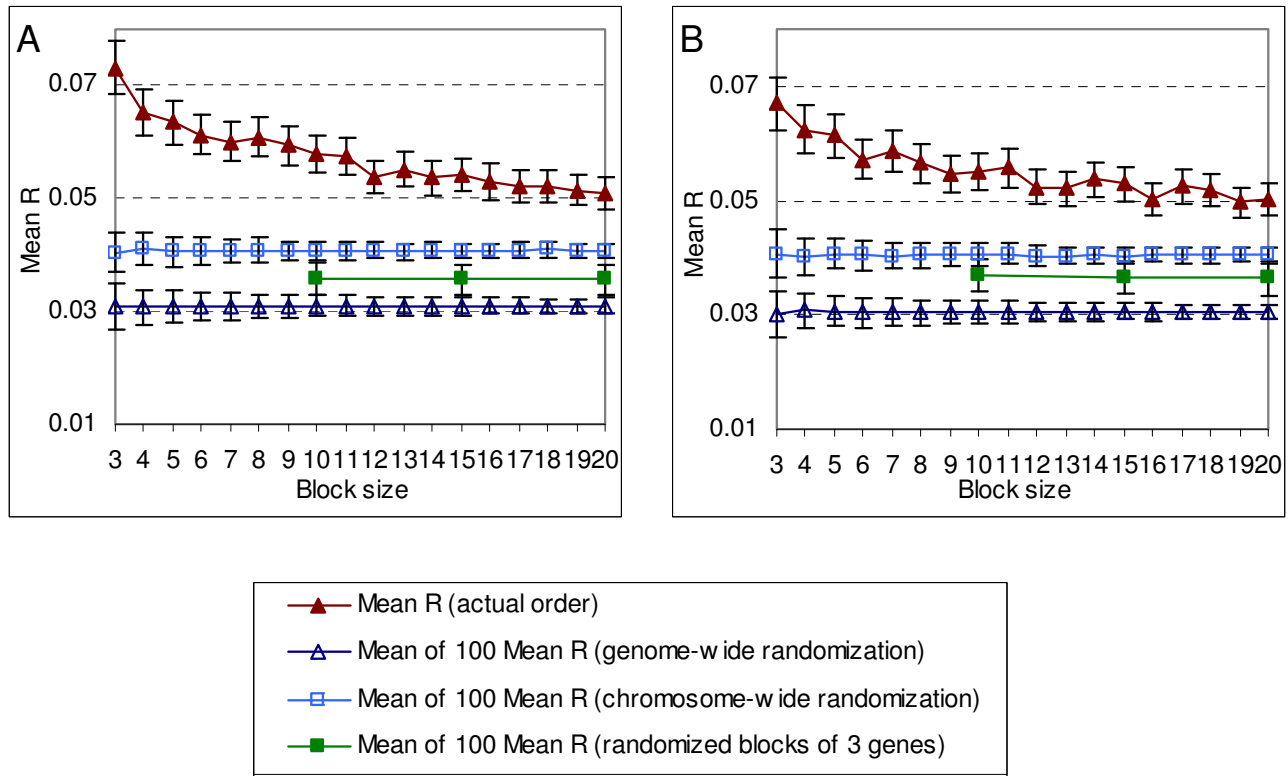 A
Mean R
0.07
0.05
0.03
0.01
3 4 5 6 7 8 9 10 11 12 13 14 15 16 17 18 19 20
Block size
B
Mean R
0.07
0.05
0.03
0.01
3 4 5 6 7 8 9 10 11 12 13 14 15 16 17 18 19 20
Block size
Mean R (actual order)
Mean of 100 Mean R (genome-wide randomization)
Mean of 100 Mean R (chromosome-wide randomization)
Mean of 100 Mean R (randomized blocks of 3 genes)